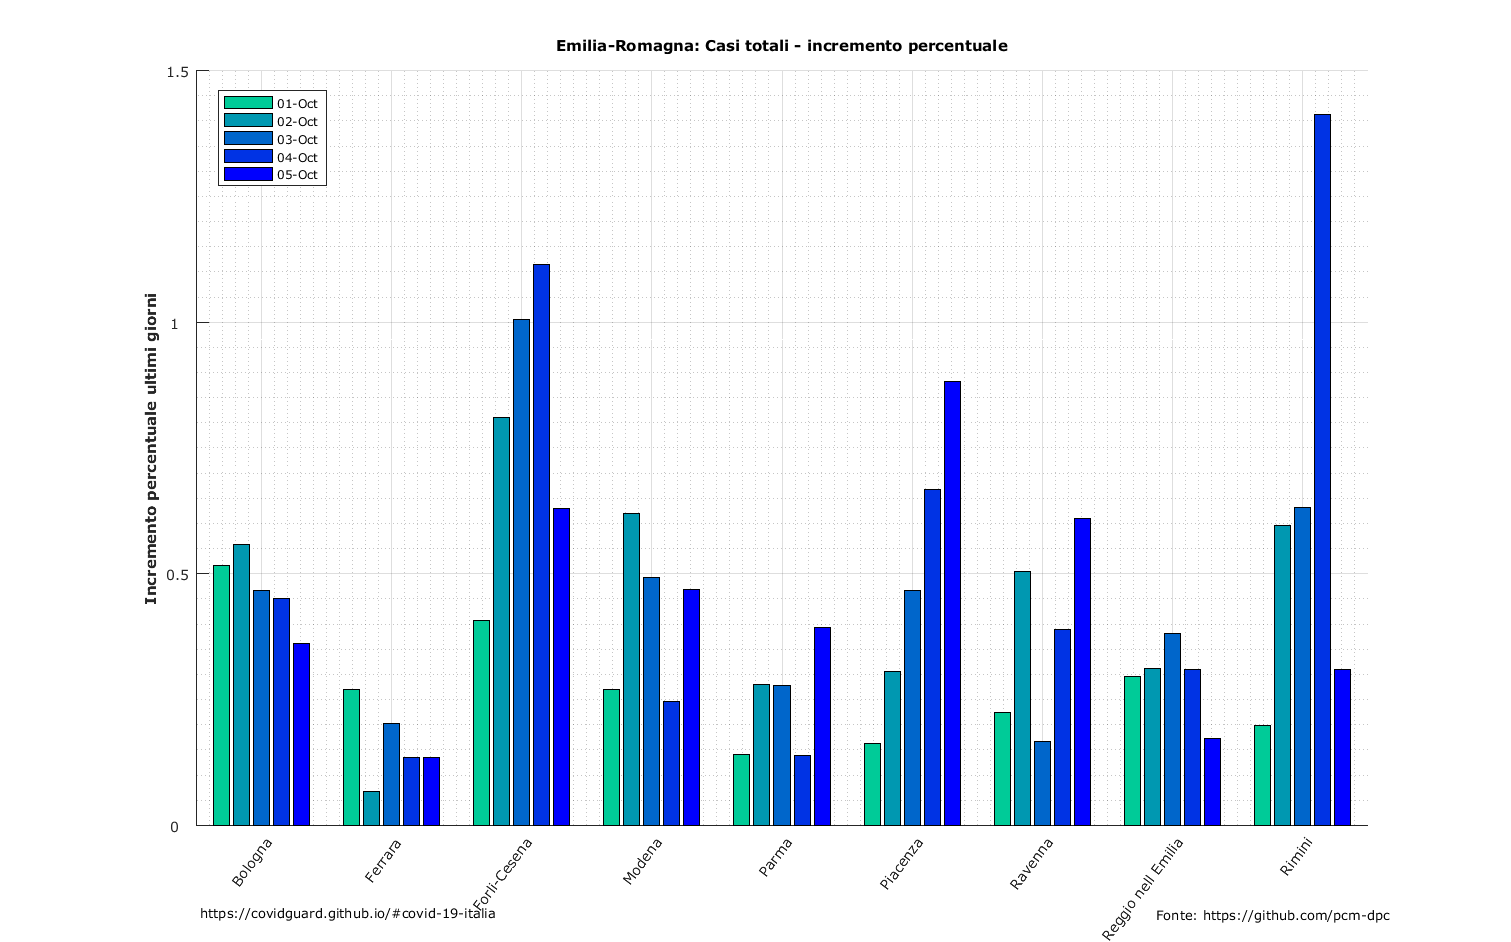 Emilia-Romagna: Casi totali - incremento percentuale
1.5
1
0.5
0
Incremento percentuale ultimi giorni
01-Oct
02-Oct
03-Oct
04-Oct
05-Oct
Bologna
Ferrara
Forlì-Cesena
Modena
Parma
Piacenza
Ravenna
Reggio nell Emilia
Rimini
https://covidguard.github.io/#covid-19-italia
Fonte: https://github.com/pcm-dpc